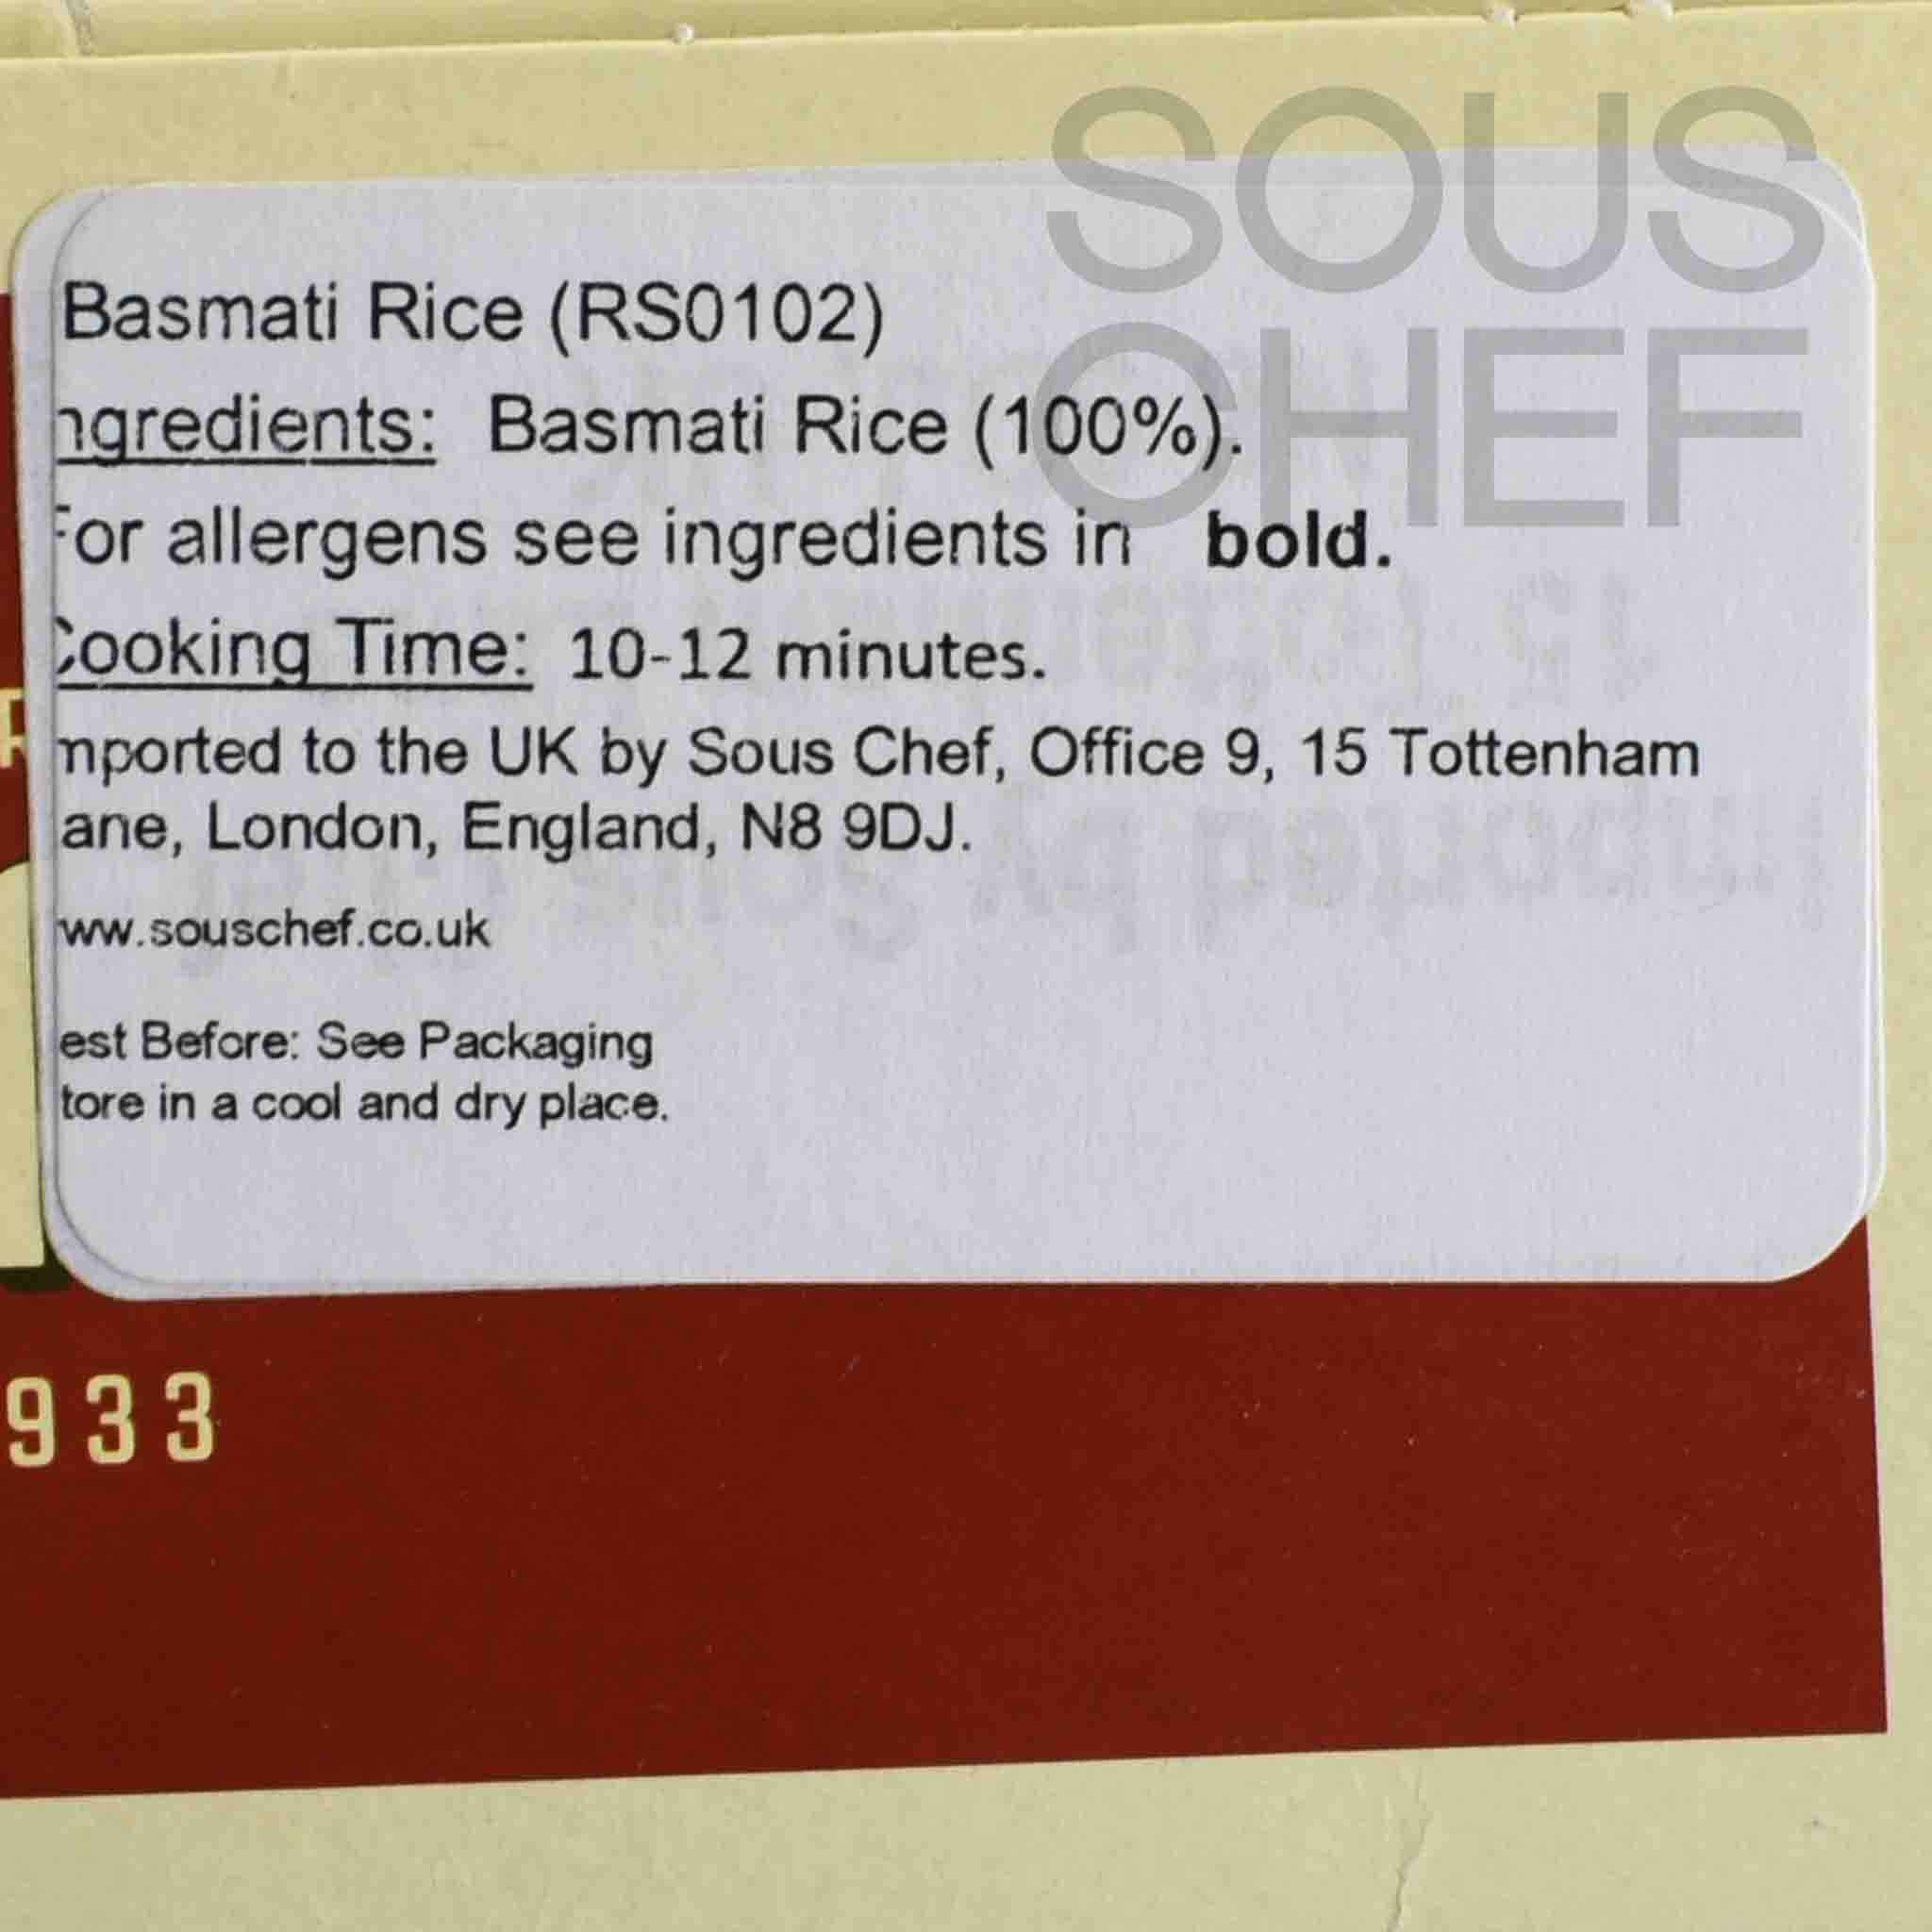 SOUS
CHEF
Basmati Rice (RS0102)
ngredients: Basmati Rice (100%).
For allergens see ingredients in bold.
Cooking Time: 10-12 minutes.
mported to the UK by Sous Chef, Office 9, 15 Tottenham
ane, London, England, N8 9DJ.
ww.souschef.co.uk
est Before: See Packaging
tore in a cool and dry place.
933